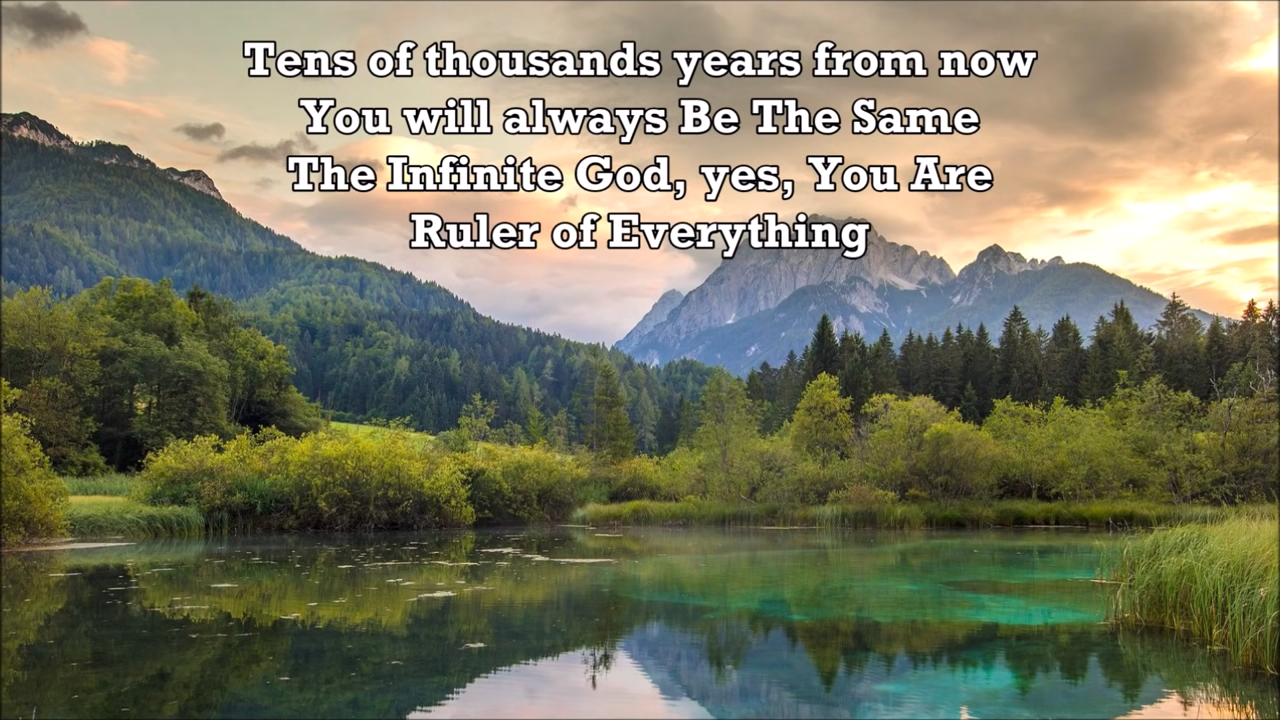 Tens of thousands years from now
You will always Be The Same
The Infinite God, yes, You Are
Ruler of Everything